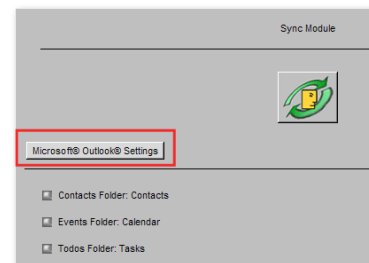 Sync Module
Microsoft® Outlook® Settings
Contacts Folder: Contacts
Events Folder: Calendar
Todos Folder: Tasks